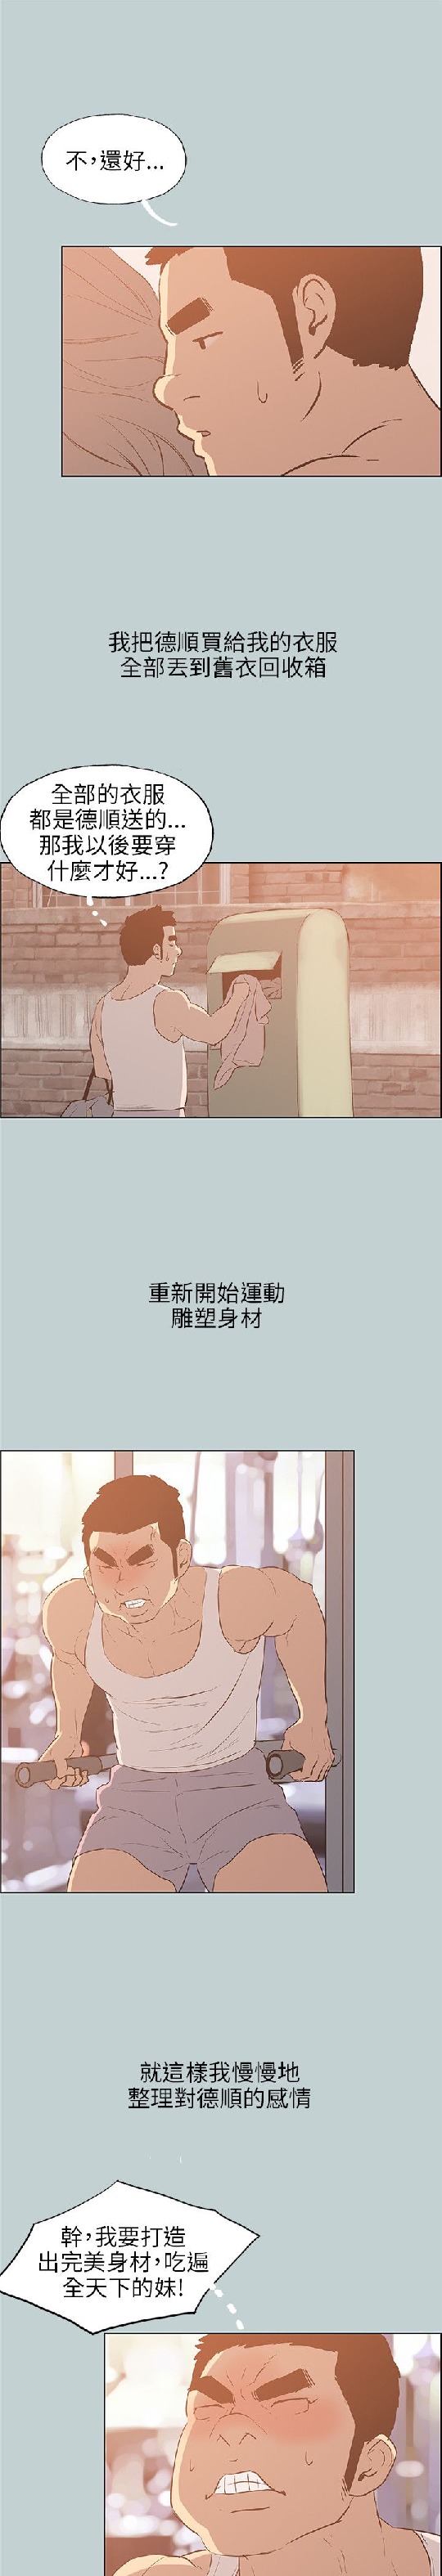 不，還好...
我把德順買給我的衣服
全部丟到舊衣回收箱
全部的衣服
都是德順送的...
那我以後要穿
什麼才好...?
重新開始運動
雕塑身材
就這樣我慢慢地
整理對德順的感情
幹，我要打造
出完美身材，吃遍
全天下的妹!